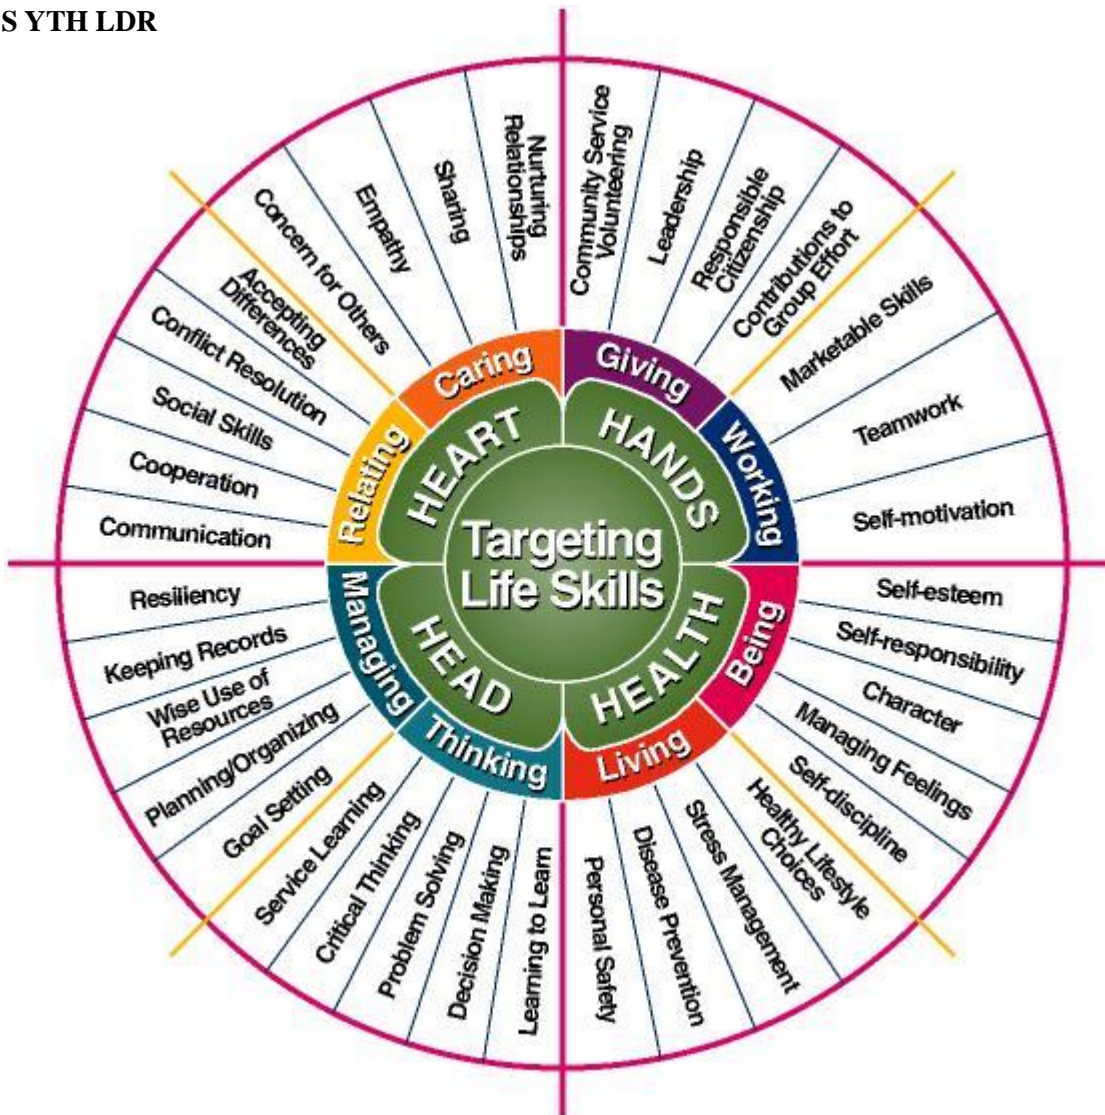 S YTH LDR
Nurturing
Relationships
Sharing
Empathy
Concern for Others
Accepting
Differences
Conflict Resolution
Social Skills
Cooperation
Communication
Community Service
Volunteering
Leadership
Responsible
Citizenship
Contributions to
Group Effort
Marketable Skills
Teamwork
Self-motivation
Caring
Giving
Relating
HEART
HANDS
Working
Targeting
Life Skills
Managing
HEAD
HEALTH
Being
Thinking
Living
Resiliency
Keeping Records
Wise Use of
Resources
Planning/Organizing
Goal Setting
Service Learning
Critical Thinking
Problem Solving
Decision Making
Learning to Learn
Self-esteem
Self-responsibility
Character
Managing Feelings
Self-discipline
Healthy Lifestyle
Choices
Stress Management
Disease Prevention
Personal Safety